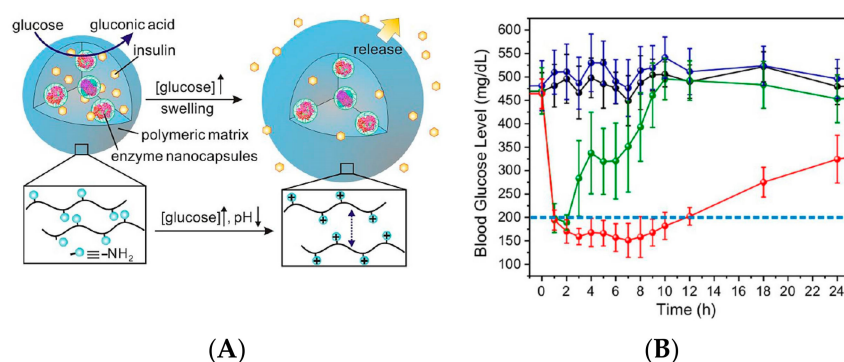 glucose
gluconic acid
insulin
release
[glucose]↑
swelling
polymeric matrix
enzyme nanocapsules
[glucose]↑, pH↓
≡ –NH2
+ + + +
+ + + +
(A)
B
Blood Glucose Level (mg/dL)
600
550
500
450
400
350
300
250
200
150
100
0 2 4 6 8 10 12 14 16 18 20 22 24
Time (h)
(B)